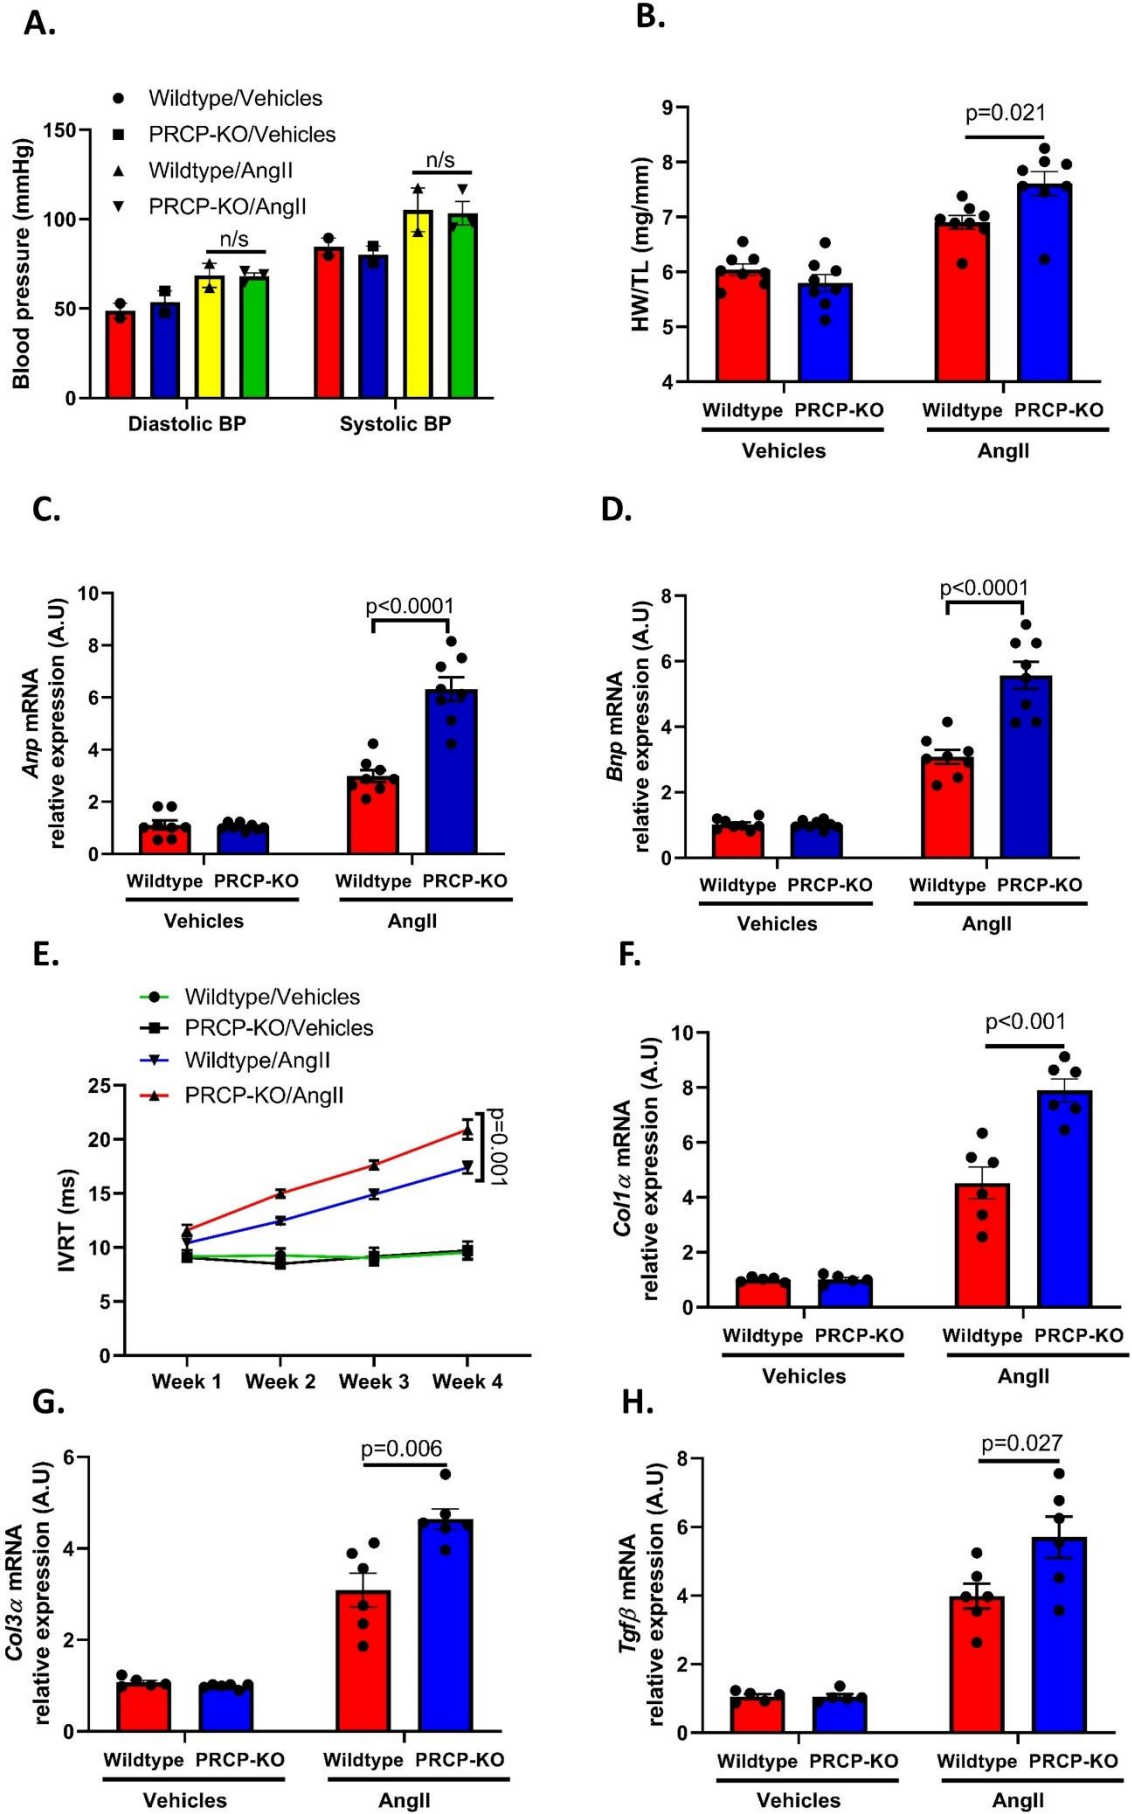 A.
Wildtype/Vehicles
PRCP-KO/Vehicles
Wildtype/AngII
PRCP-KO/AngII
Blood pressure (mmHg)
150
100
50
0
n/s
n/s
Diastolic BP
Systolic BP
B.
HW/TL (mg/mm)
9
8
7
6
5
4
p=0.021
Wildtype PRCP-KO
Wildtype PRCP-KO
Vehicles
AngII
C.
Anp mRNA
relative expression (A.U)
10
8
6
4
2
0
p<0.0001
Wildtype PRCP-KO
Wildtype PRCP-KO
Vehicles
AngII
D.
Bnp mRNA
relative expression (A.U)
8
6
4
2
0
p<0.0001
Wildtype PRCP-KO
Wildtype PRCP-KO
Vehicles
AngII
E.
Wildtype/Vehicles
PRCP-KO/Vehicles
Wildtype/AngII
PRCP-KO/AngII
IVRT (ms)
25
20
15
10
5
0
p=0.001
Week 1
Week 2
Week 3
Week 4
F.
Col1α mRNA
relative expression (A.U)
10
8
6
4
2
0
p<0.001
Wildtype PRCP-KO
Wildtype PRCP-KO
Vehicles
AngII
G.
Col3α mRNA
relative expression (A.U)
6
4
2
0
p=0.006
Wildtype PRCP-KO
Wildtype PRCP-KO
Vehicles
AngII
H.
Tgfβ mRNA
relative expression (A.U)
8
6
4
2
0
p=0.027
Wildtype PRCP-KO
Wildtype PRCP-KO
Vehicles
AngII